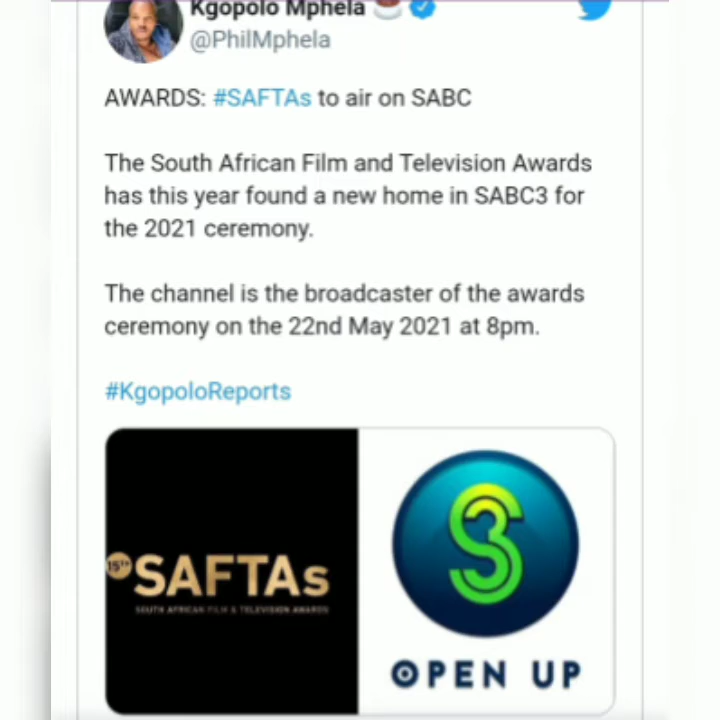 Kgopolo Mphela
@PhilMphela
AWARDS: #SAFTAs to air on SABC
The South African Film and Television Awards
has this year found a new home in SABC3 for
the 2021 ceremony.
The channel is the broadcaster of the awards
ceremony on the 22nd May 2021 at 8pm.
#KgopoloReports
15TH SAFTAs
SOUTH AFRICAN FILM & TELEVISION AWARDS
S3
OPEN UP